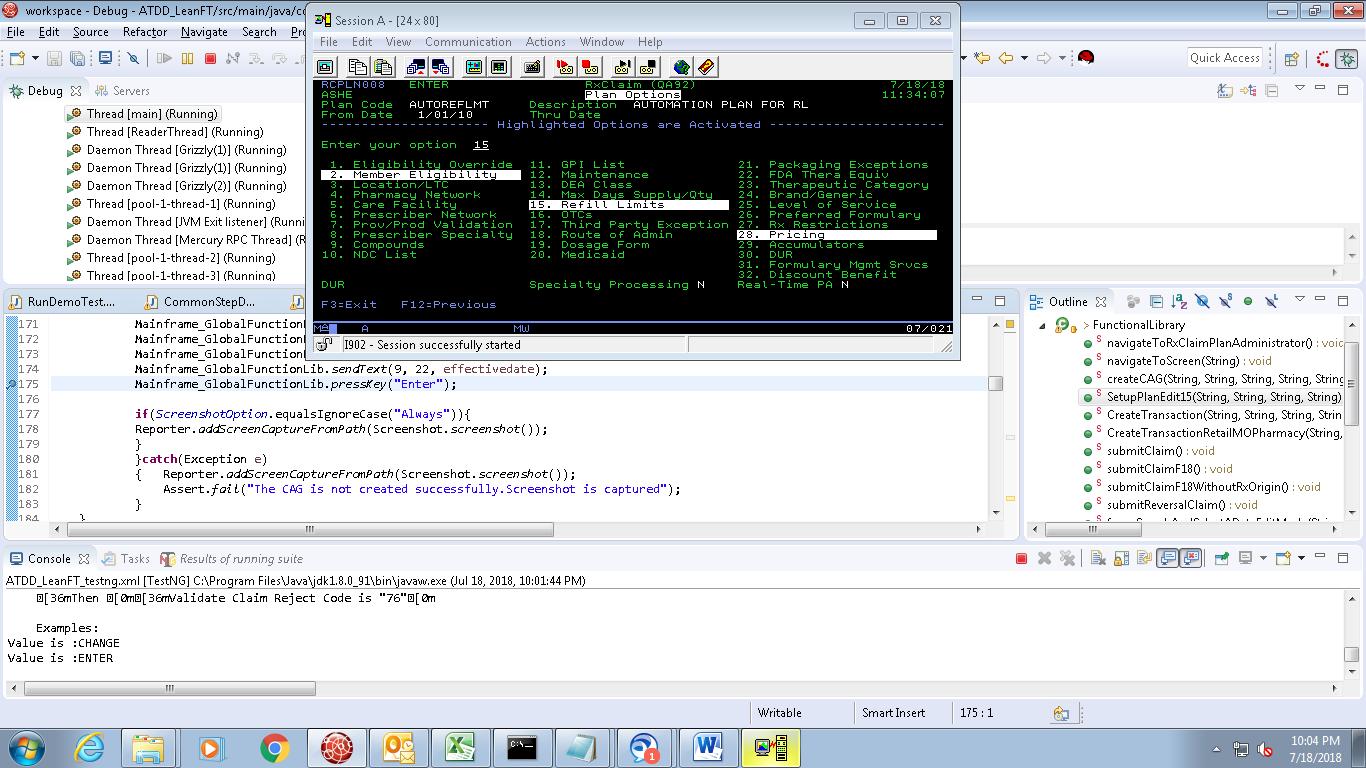 workspace - Debug - ATDD_LeanFT/src/main/java/co
File Edit Source Refactor Navigate Search
Quick Access
Debug Servers
Thread [main] (Running)
Thread [ReaderThread] (Running)
Daemon Thread [Grizzly(1)] (Running)
Daemon Thread [Grizzly(1)] (Running)
Daemon Thread [Grizzly(2)] (Running)
Thread [pool-1-thread-1] (Running)
Daemon Thread [JVM Exit listener] (Runni
Daemon Thread [Mercury RPC Thread] (R
Thread [pool-1-thread-2] (Running)
Thread [pool-1-thread-3] (Running)
Session A - [24 x 80]
File Edit View Communication Actions Window Help
RCPLN008 ENTER RxClaim (QA92) 7/18/18
ASHE Plan Options 11:34:07
Plan Code AUTOREFLMT Description AUTOMATION PLAN FOR RL
From Date 1/01/10 Thru Date
Highlighted Options are Activated
Enter your option 15
1. Eligibility Override 11. GPI List 21. Packaging Exceptions
2. Member Eligibility 12. Maintenance 22. FDA Thera Equiv
3. Location/LTC 13. DEA Class 23. Therapeutic Category
4. Pharmacy Network 14. Max Days Supply/Qty 24. Brand/Generic
5. Care Facility 15. Refill Limits 25. Level of Service
6. Prescriber Network 16. OTCs 26. Preferred Formulary
7. Prov/Prod Validation 17. Third Party Exception 27. Rx Restrictions
8. Prescriber Specialty 18. Route of Admin 28. Pricing
9. Compounds 19. Dosage Form 29. Accumulators
10. NDC List 20. Medicaid 30. DUR
31. Formulary Mgmt Srvcs
32. Discount Benefit
DUR Specialty Processing N Real-Time PA N
F3=Exit F12=Previous
MA A MW 07/021
I902 - Session successfully started
RunDemoTest.... CommonStepD...
171 Mainframe_GlobalFunctionL
172 Mainframe_GlobalFunctionL
173 Mainframe_GlobalFunctionL
174 Mainframe_GlobalFunctionLib.sendText(9, 22, effectivedate);
175 Mainframe_GlobalFunctionLib.pressKey("Enter");
176
177 if(ScreenshotOption.equalsIgnoreCase("Always")){
178 Reporter.addScreenCaptureFromPath(Screenshot.screenshot());
179 }
180 }catch(Exception e)
181 { Reporter.addScreenCaptureFromPath(Screenshot.screenshot());
182 Assert.fail("The CAG is not created successfully.Screenshot is captured");
183 }
184 }
Outline
> FunctionalLibrary
navigateToRxClaimPlanAdministrator() : voic
navigateToScreen(String) : void
createCAG(String, String, String, String, String
SetupPlanEdit15(String, String, String, String)
CreateTransaction(String, String, String, Strin
CreateTransactionRetailMOPharmacy(String,
submitClaim() : void
submitClaimF18() : void
submitClaimF18WithoutRxOrigin() : void
submitReversalClaim() : void
Console Tasks Results of running suite
ATDD_LeanFT_testng.xml [TestNG] C:\Program Files\Java\jdk1.8.0_91\bin\javaw.exe (Jul 18, 2018, 10:01:44 PM)
[36mThen [0m[36mValidate Claim Reject Code is "76"[0m
Examples:
Value is :CHANGE
Value is :ENTER
Writable Smart Insert 175 : 1
1
10:04 PM
7/18/2018